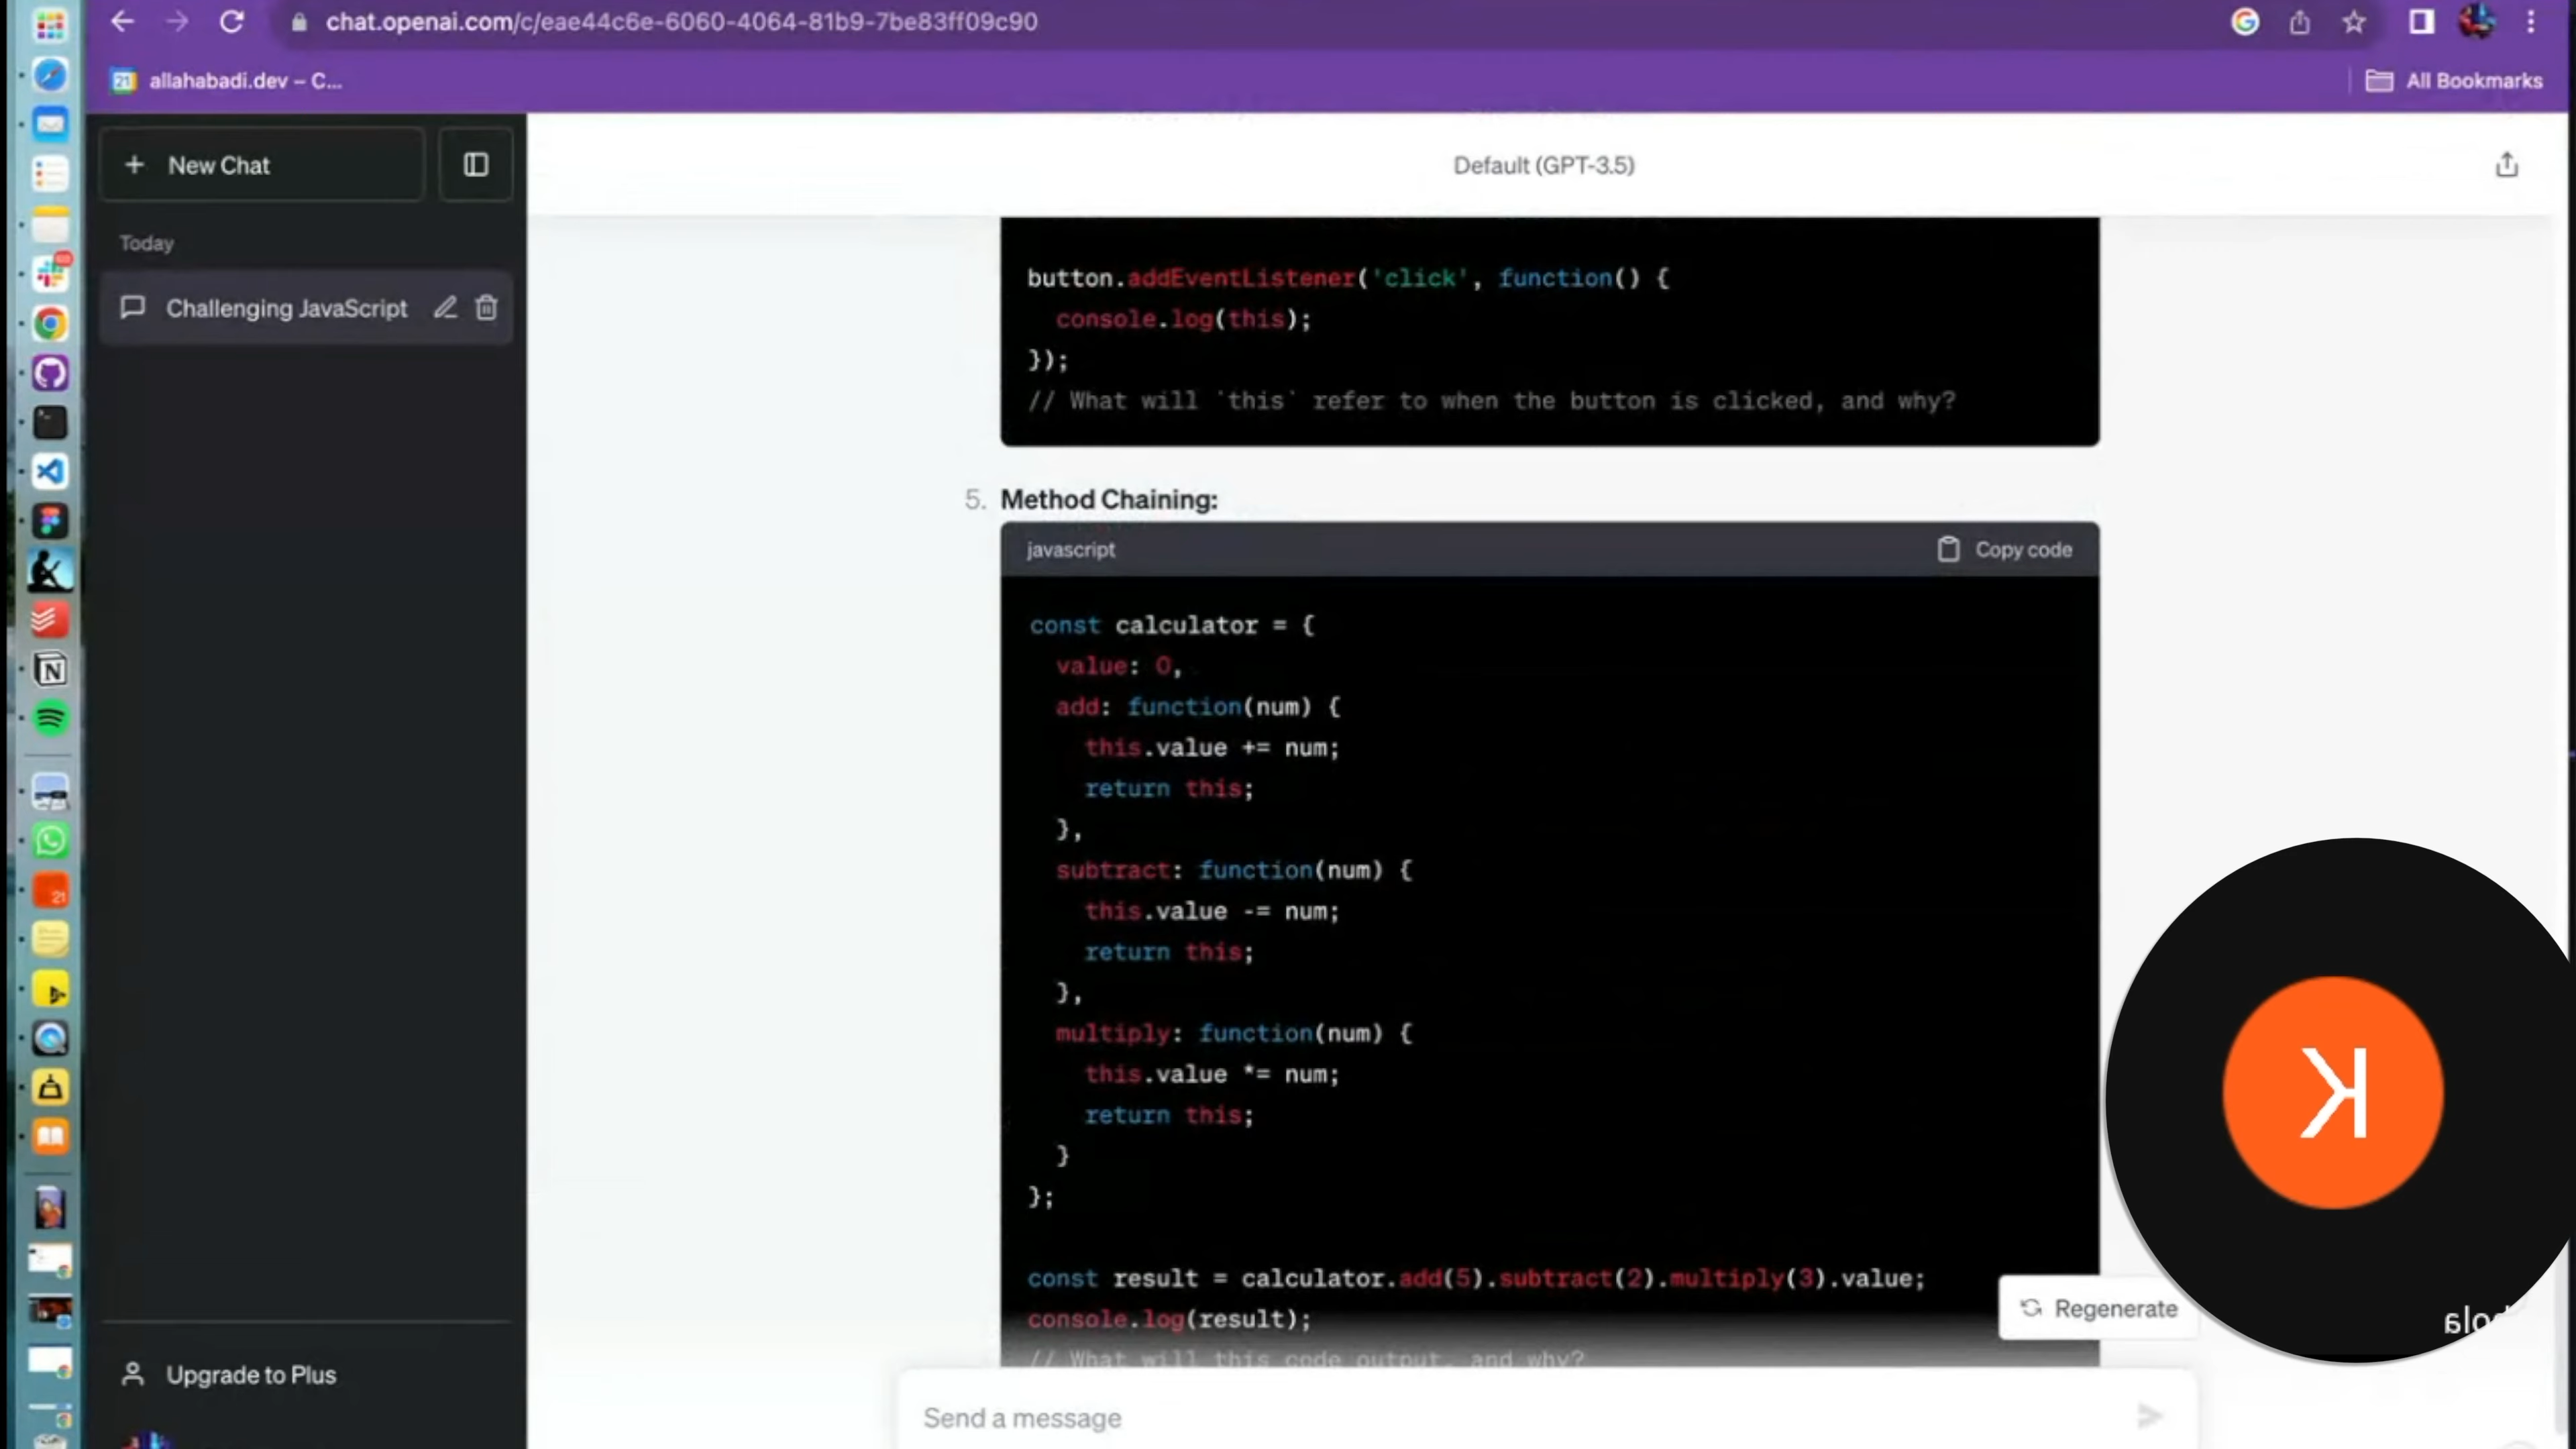 chat.openai.com/c/eae44c6e-6060-4064-81b9-7be83ff09c90
allahabadi.dev – C...
All Bookmarks
New Chat
Default (GPT-3.5)
Today
Challenging JavaScript
button.addEventListener('click', function() {
console.log(this);
});
// What will `this` refer to when the button is clicked, and why?
5. Method Chaining:
javascript
Copy code
const calculator = {
value: 0,
add: function(num) {
this.value += num;
return this;
},
subtract: function(num) {
this.value -= num;
return this;
},
multiply: function(num) {
this.value *= num;
return this;
}
};
const result = calculator.add(5).subtract(2).multiply(3).value;
console.log(result);
// What will this code output, and why?
Regenerate
K
Upgrade to Plus
Send a message